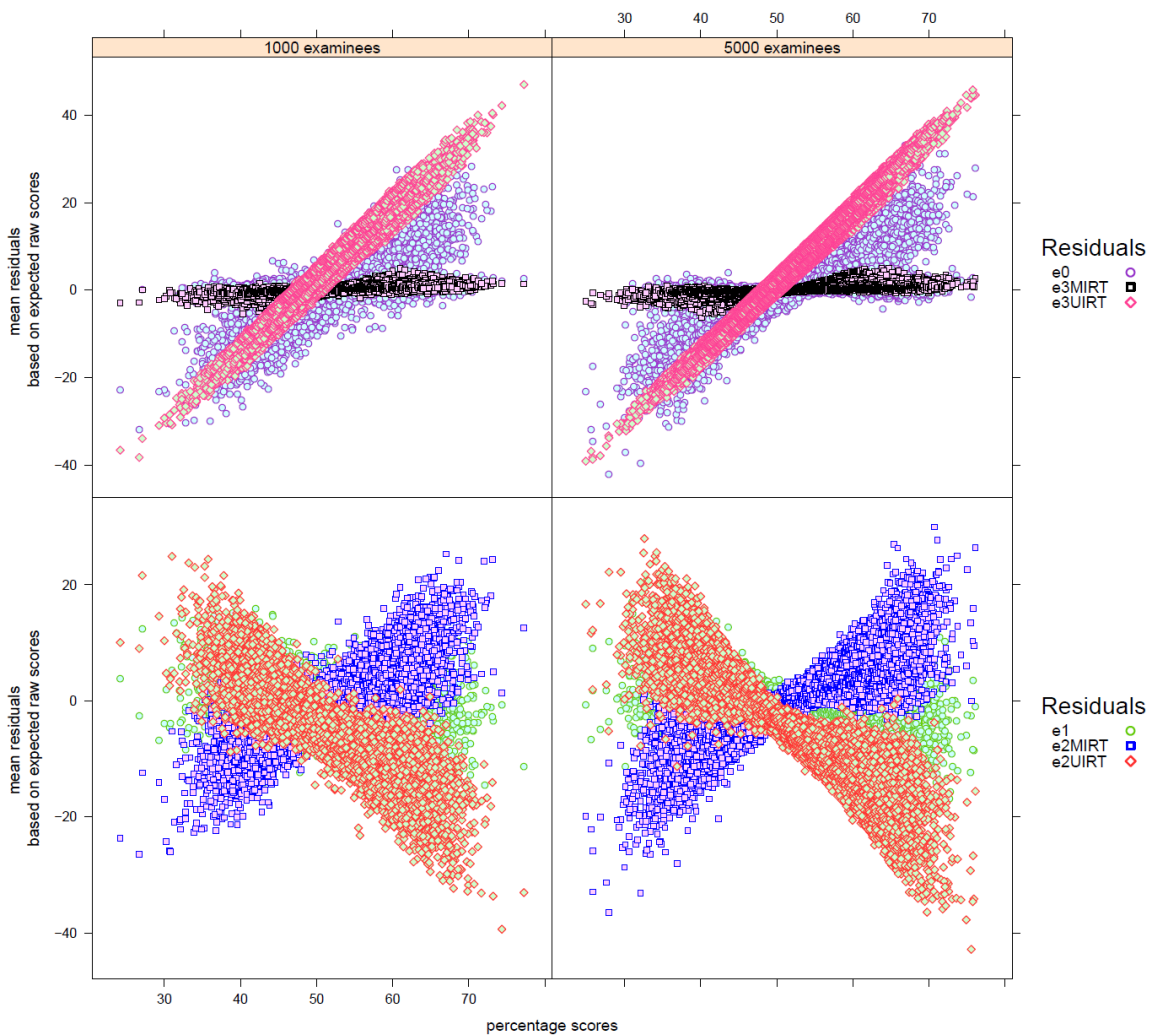 30 40 50 60 70
1000 examinees 5000 examinees
mean residuals
based on expected raw scores
40
20
0
−20
−40
Residuals
e0
e3MIRT
e3UIRT
mean residuals
based on expected raw scores
20
0
−20
−40
Residuals
e1
e2MIRT
e2UIRT
30 40 50 60 70
percentage scores